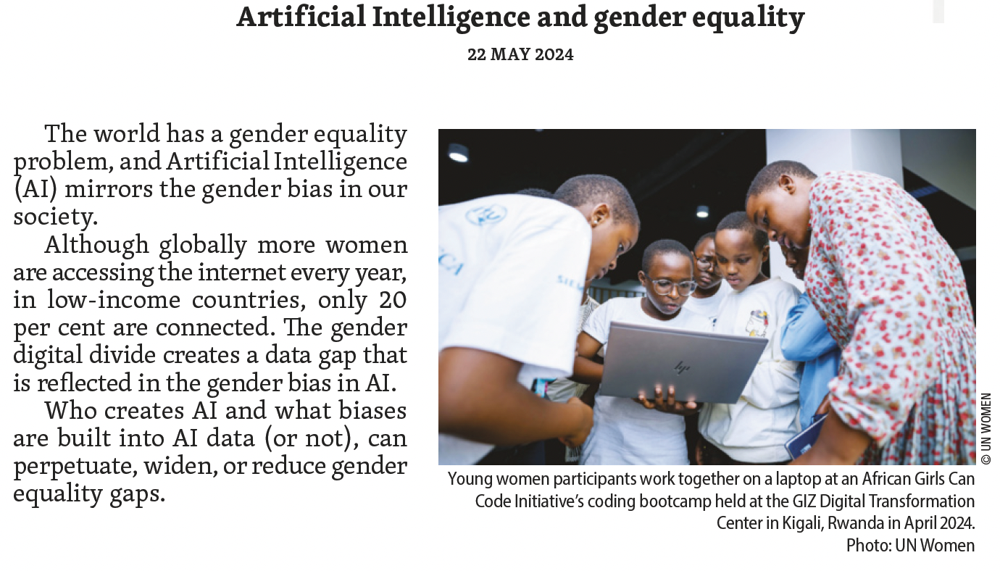 Artificial Intelligence and gender equality
22 MAY 2024
The world has a gender equality
problem, and Artificial Intelligence
(AI) mirrors the gender bias in our
society.
Although globally more women
are accessing the internet every year,
in low-income countries, only 20
per cent are connected. The gender
digital divide creates a data gap that
is reflected in the gender bias in AI.
Who creates AI and what biases
are built into AI data (or not), can
perpetuate, widen, or reduce gender
equality gaps.
hp
© UN WOMEN
Young women participants work together on a laptop at an African Girls Can
Code Initiative’s coding bootcamp held at the GIZ Digital Transformation
Center in Kigali, Rwanda in April 2024.
Photo: UN Women